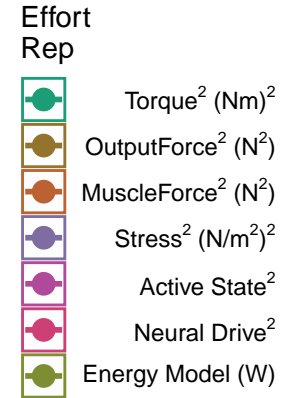 Effort
Rep
Torque² (Nm)²
OutputForce² (N²)
MuscleForce² (N²)
Stress² (N/m²)²
Active State²
Neural Drive²
Energy Model (W)